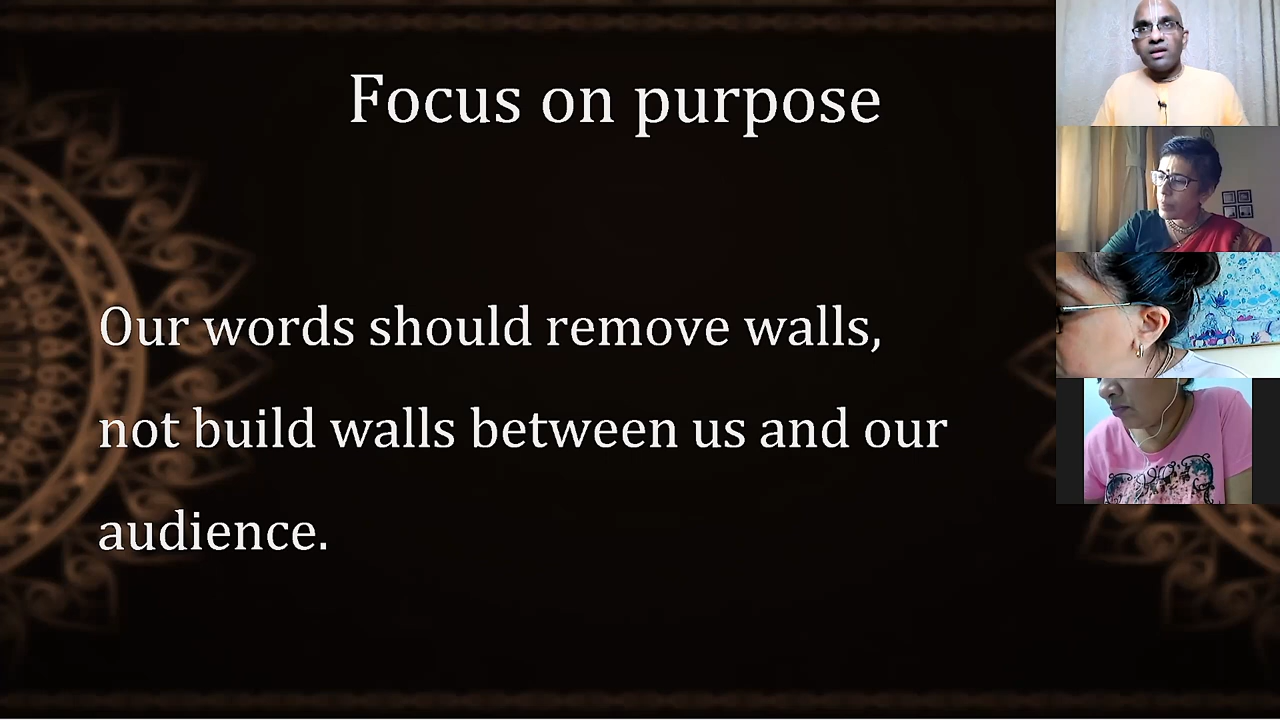 Focus on purpose
Our words should remove walls,
not build walls between us and our
audience.